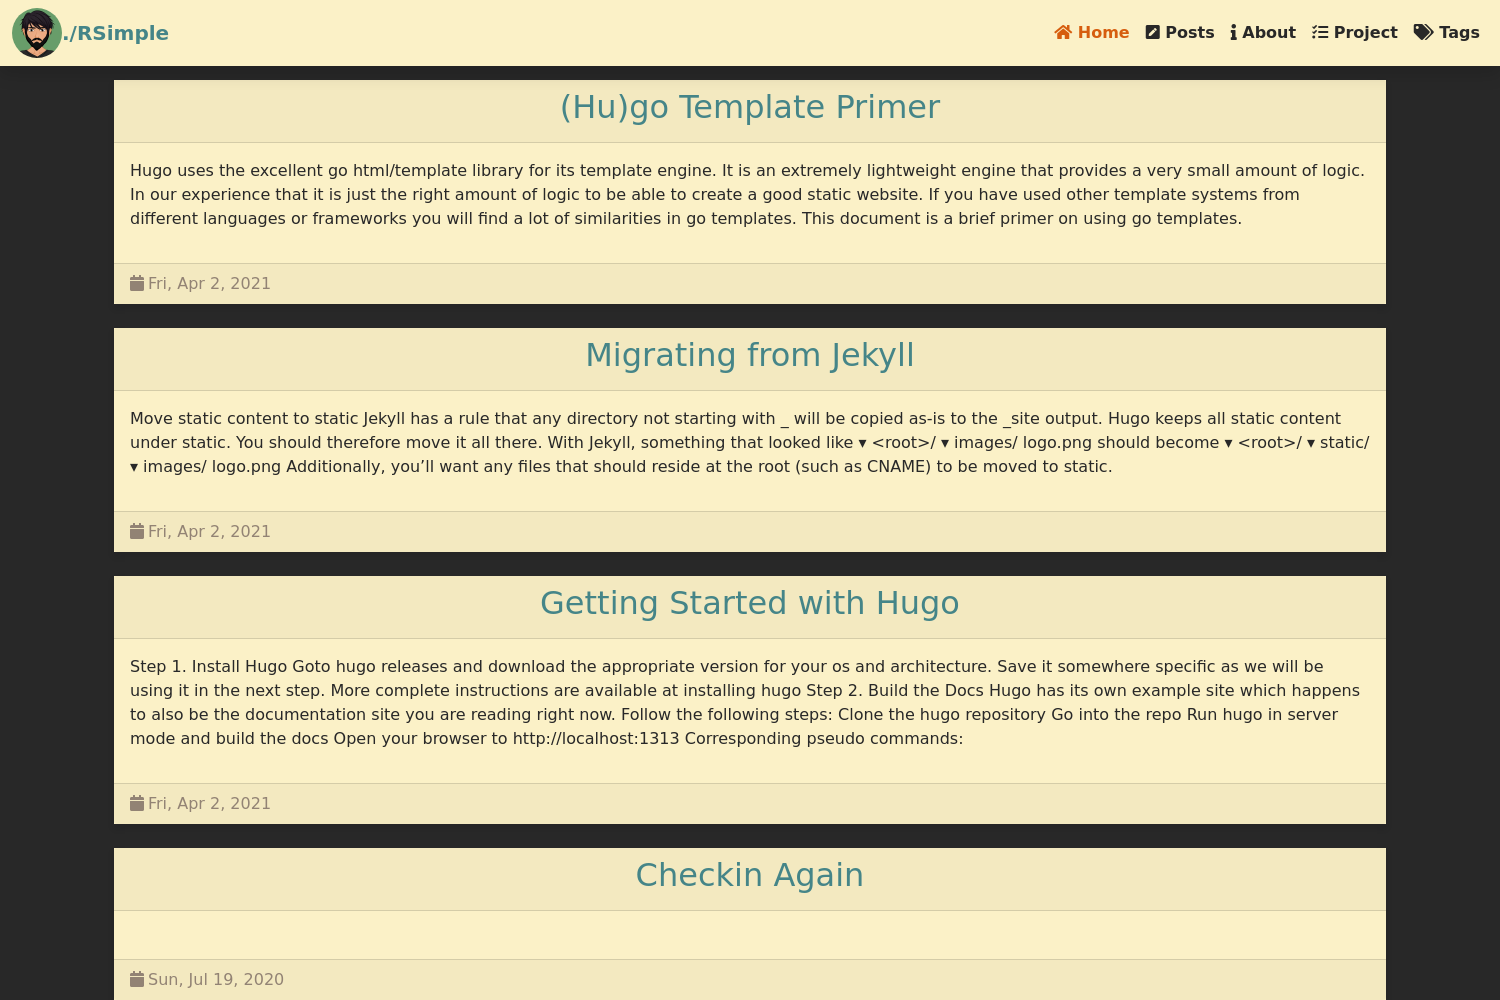 ./RSimple
Home Posts About Project Tags
(Hu)go Template Primer
Hugo uses the excellent go html/template library for its template engine. It is an extremely lightweight engine that provides a very small amount of logic.
In our experience that it is just the right amount of logic to be able to create a good static website. If you have used other template systems from
different languages or frameworks you will find a lot of similarities in go templates. This document is a brief primer on using go templates.
Fri, Apr 2, 2021
Migrating from Jekyll
Move static content to static Jekyll has a rule that any directory not starting with _ will be copied as-is to the _site output. Hugo keeps all static content
under static. You should therefore move it all there. With Jekyll, something that looked like ▾ <root>/ ▾ images/ logo.png should become ▾ <root>/ ▾ static/
▾ images/ logo.png Additionally, you’ll want any files that should reside at the root (such as CNAME) to be moved to static.
Fri, Apr 2, 2021
Getting Started with Hugo
Step 1. Install Hugo Goto hugo releases and download the appropriate version for your os and architecture. Save it somewhere specific as we will be
using it in the next step. More complete instructions are available at installing hugo Step 2. Build the Docs Hugo has its own example site which happens
to also be the documentation site you are reading right now. Follow the following steps: Clone the hugo repository Go into the repo Run hugo in server
mode and build the docs Open your browser to http://localhost:1313 Corresponding pseudo commands:
Fri, Apr 2, 2021
Checkin Again
Sun, Jul 19, 2020